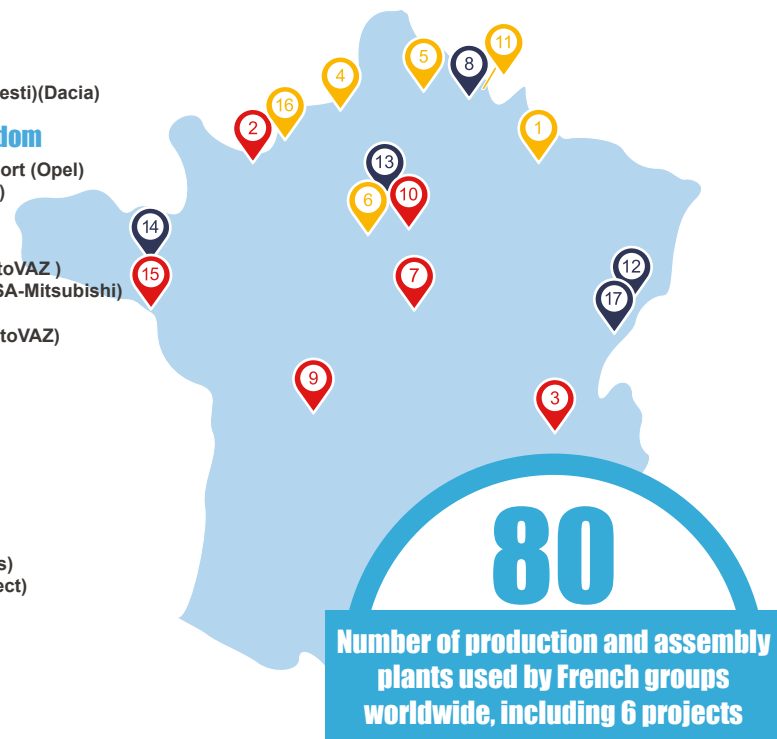 esti)(Dacia)
dom
ort (Opel)
)
toVAZ )
SA-Mitsubishi)
toVAZ)
s)
ect)
11
5
8
4
16
1
2
13
6
10
14
12
15
7
17
9
3
80
Number of production and assembly
plants used by French groups
worldwide, including 6 projects